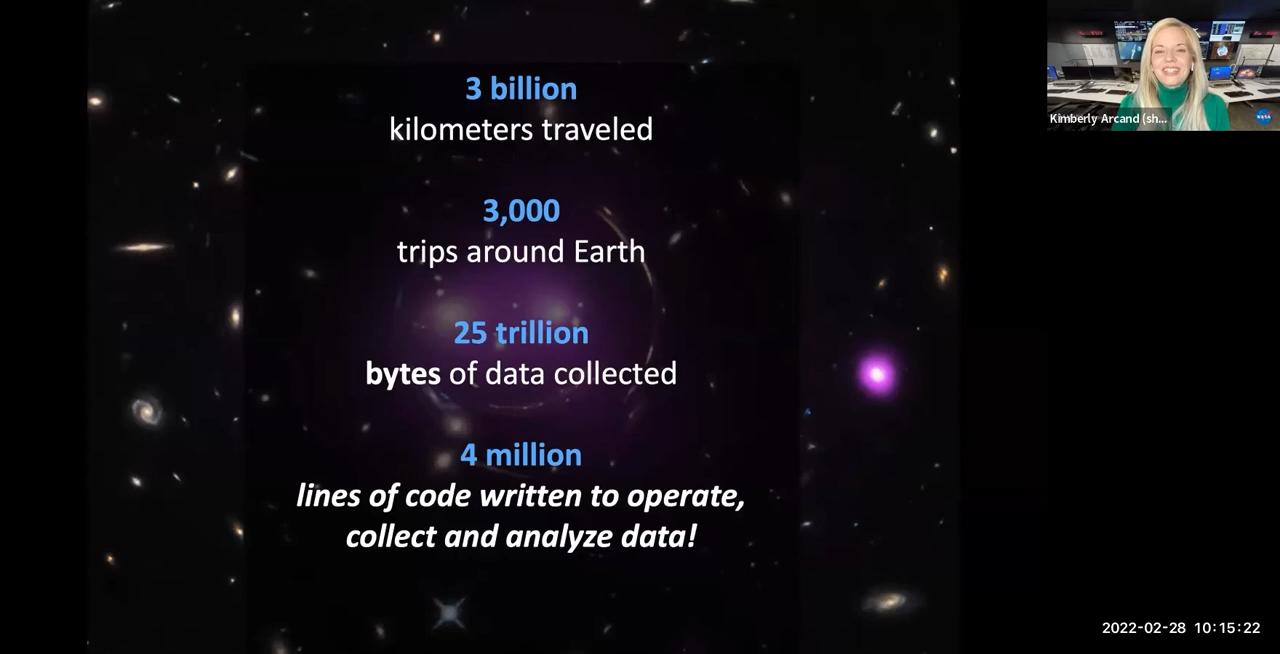 3 billion
kilometers traveled
3,000
trips around Earth
25 trillion
bytes of data collected
4 million
lines of code written to operate,
collect and analyze data!
Kimberly Arcand (sh...
NASA
2022-02-28 10:15:22